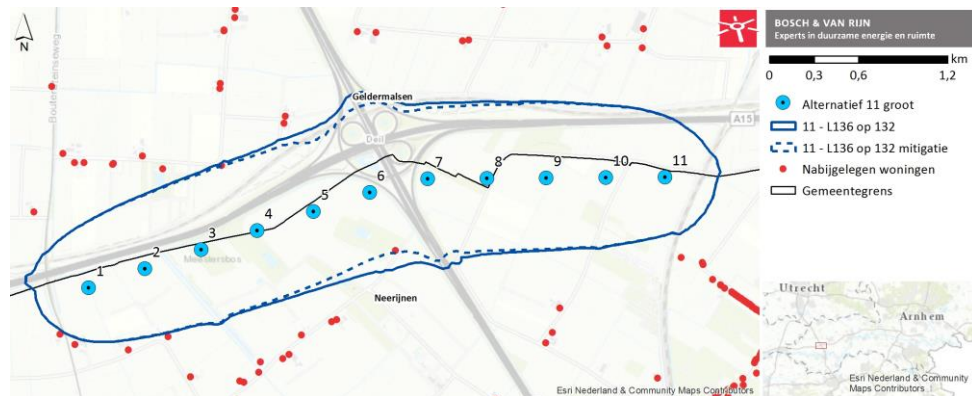 N
Boutensteinseweg
Geldermalsen
Deil
A15
1
2
3
4
5
6
7
8
9
10
11
Meersteeg
Neerijnen
Esri Nederland & Community Maps Contributors
BOSCH & VAN RIJN
Experts in duurzame energie en ruimte
km
0 0,3 0,6 1,2
Alternatief 11 groot
11 - L136 op 132
11 - L136 op 132 mitigatie
Nabijgelegen woningen
Gemeentegrens
Utrecht
Arnhem
Esri Nederland & Community
Maps Contributors